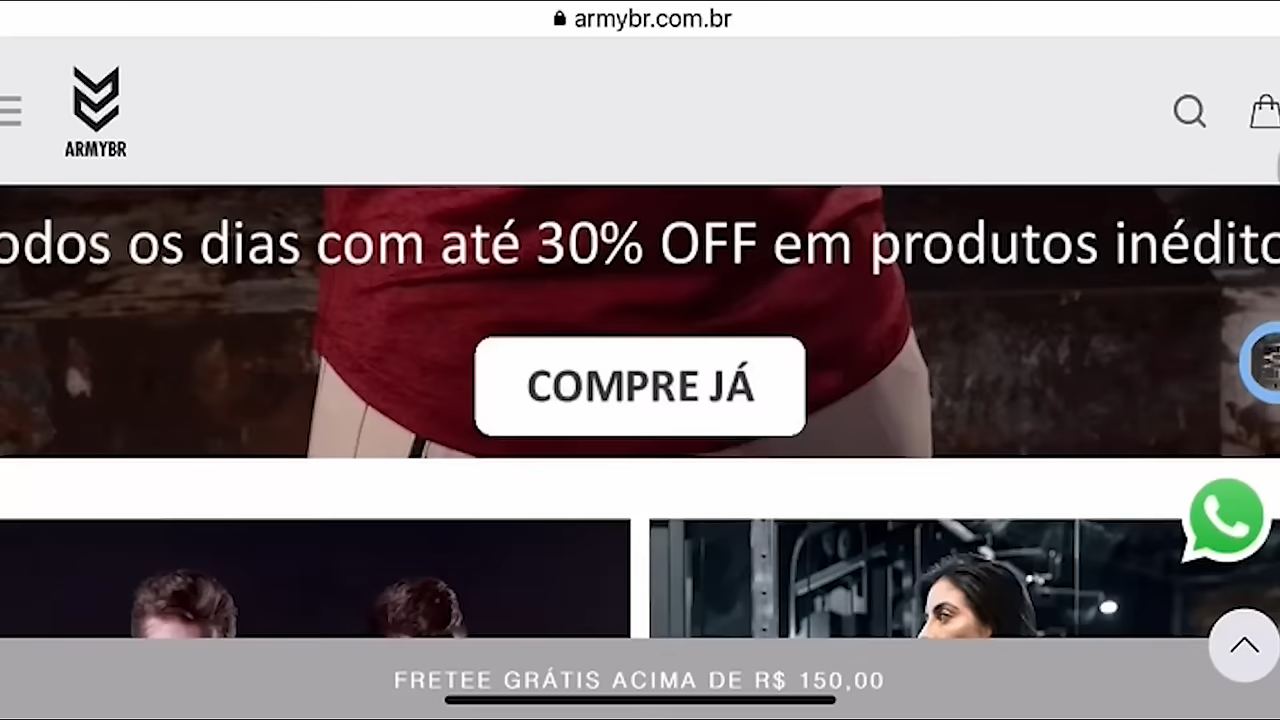 armybr.com.br
ARMYBR
odos os dias com até 30% OFF em produtos inédito
COMPRE JÁ
FRETEE GRÁTIS ACIMA DE R$ 150,00